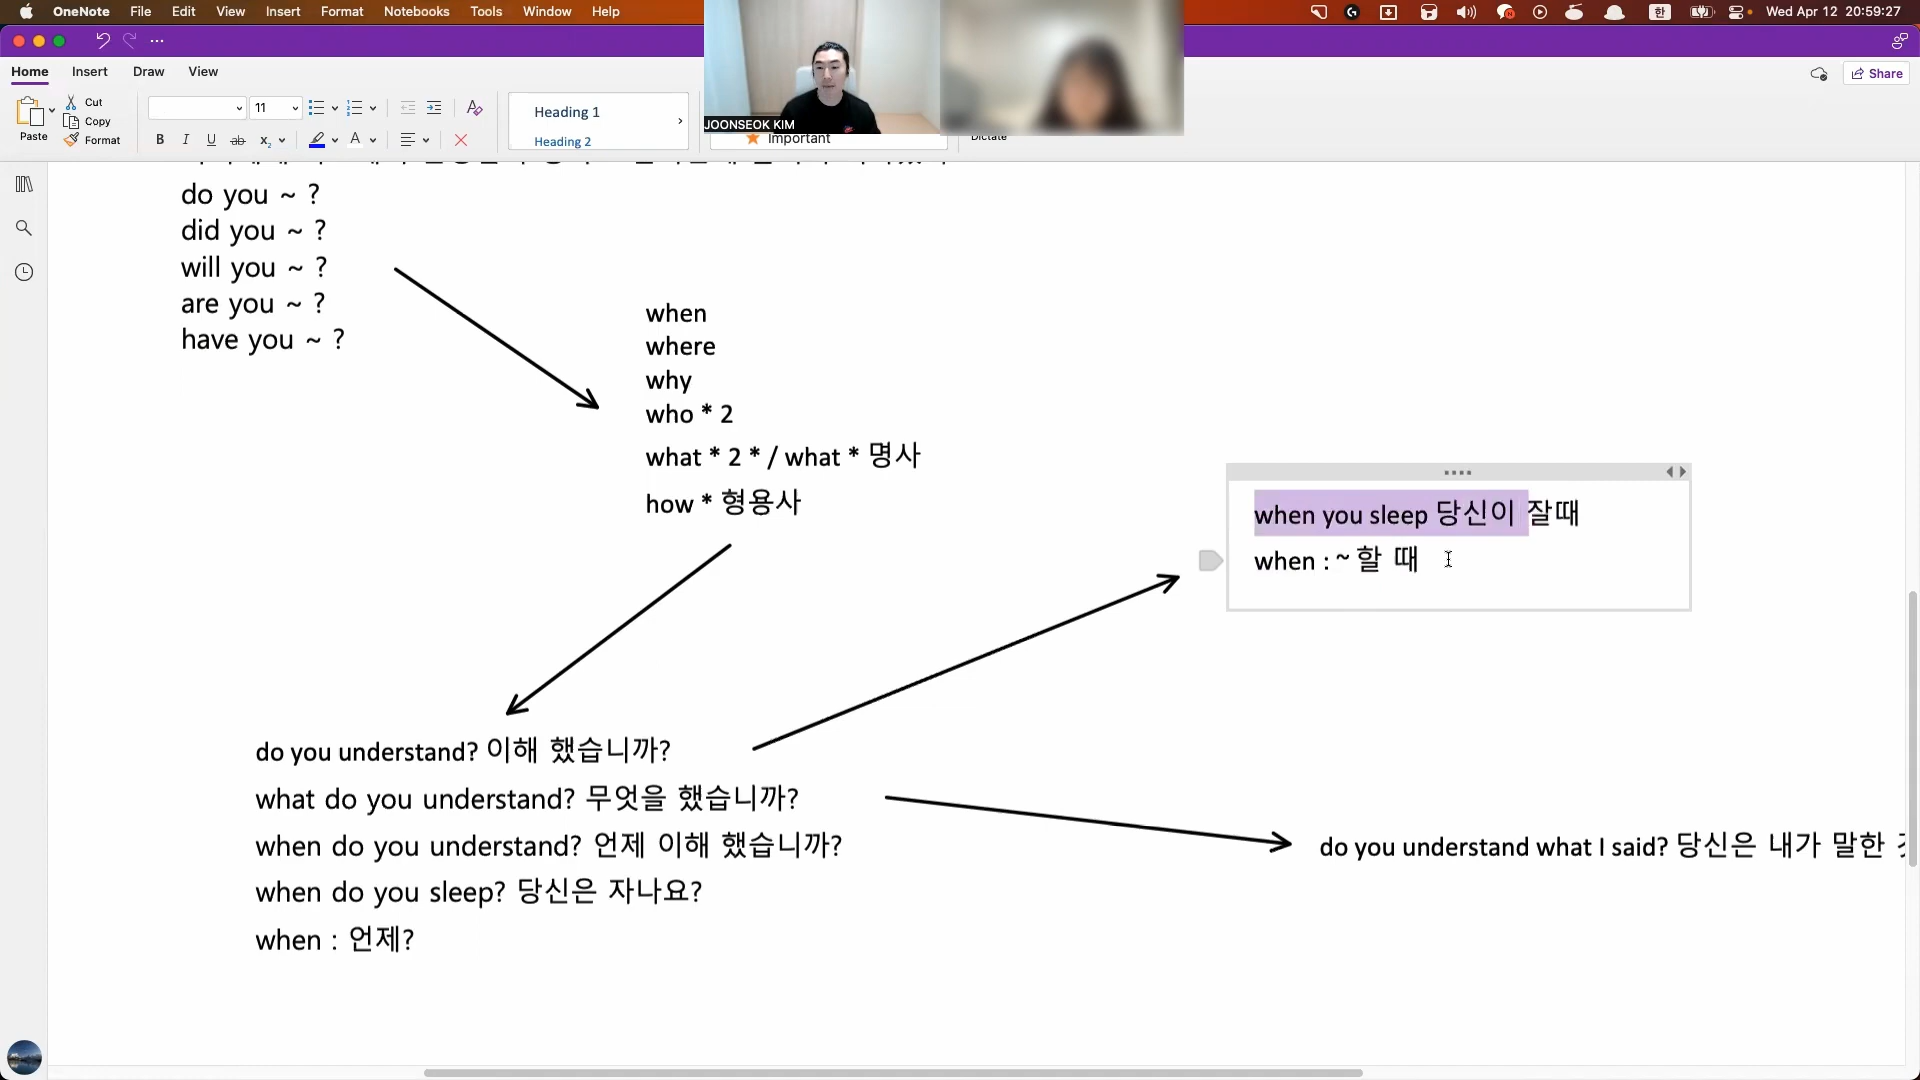 OneNote File Edit View Insert Format Notebooks Tools Window Help
한 Wed Apr 12 20:59:27
Home Insert Draw View
Share
Paste
Cut
Copy
Format
11
B I U ab x₂ A
Heading 1
Heading 2
Important
Dictate
JOONSEOK KIM
do you ~ ?
did you ~ ?
will you ~ ?
are you ~ ?
have you ~ ?
when
where
why
who * 2
what * 2 * / what * 명사
how * 형용사
when you sleep 당신이 잘때
when : ~ 할 때
do you understand? 이해 했습니까?
what do you understand? 무엇을 했습니까?
when do you understand? 언제 이해 했습니까?
when do you sleep? 당신은 자나요?
when : 언제?
do you understand what I said? 당신은 내가 말한